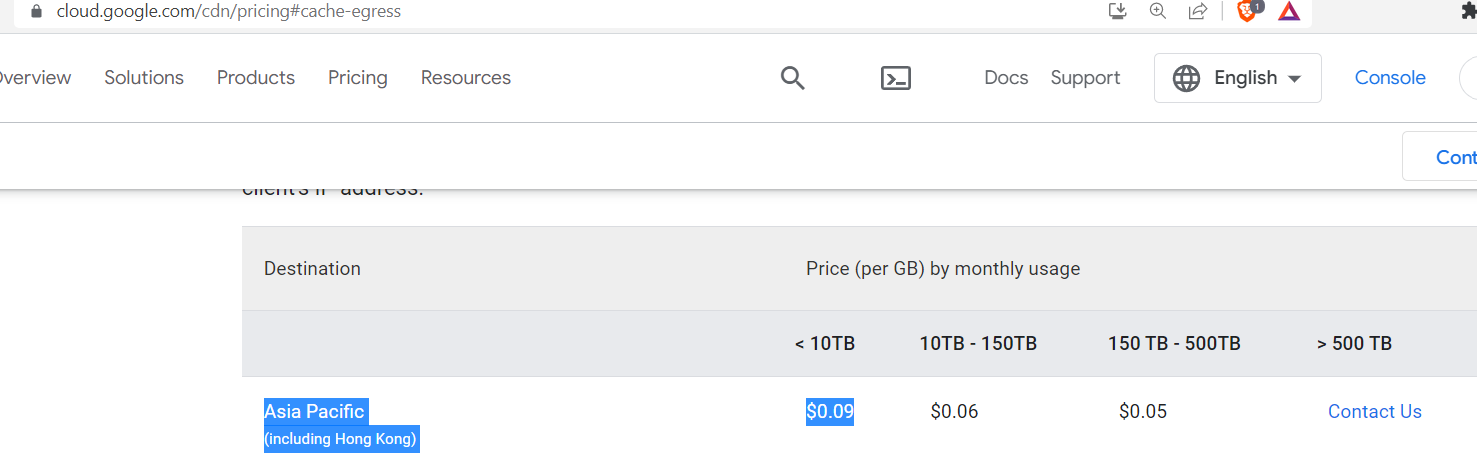 cloud.google.com/cdn/pricing#cache-egress
1
Overview Solutions Products Pricing Resources Docs Support English Console
Cont
client's IP address.
Destination Price (per GB) by monthly usage
< 10TB 10TB - 150TB 150 TB - 500TB > 500 TB
Asia Pacific $0.09 $0.06 $0.05 Contact Us
(including Hong Kong)